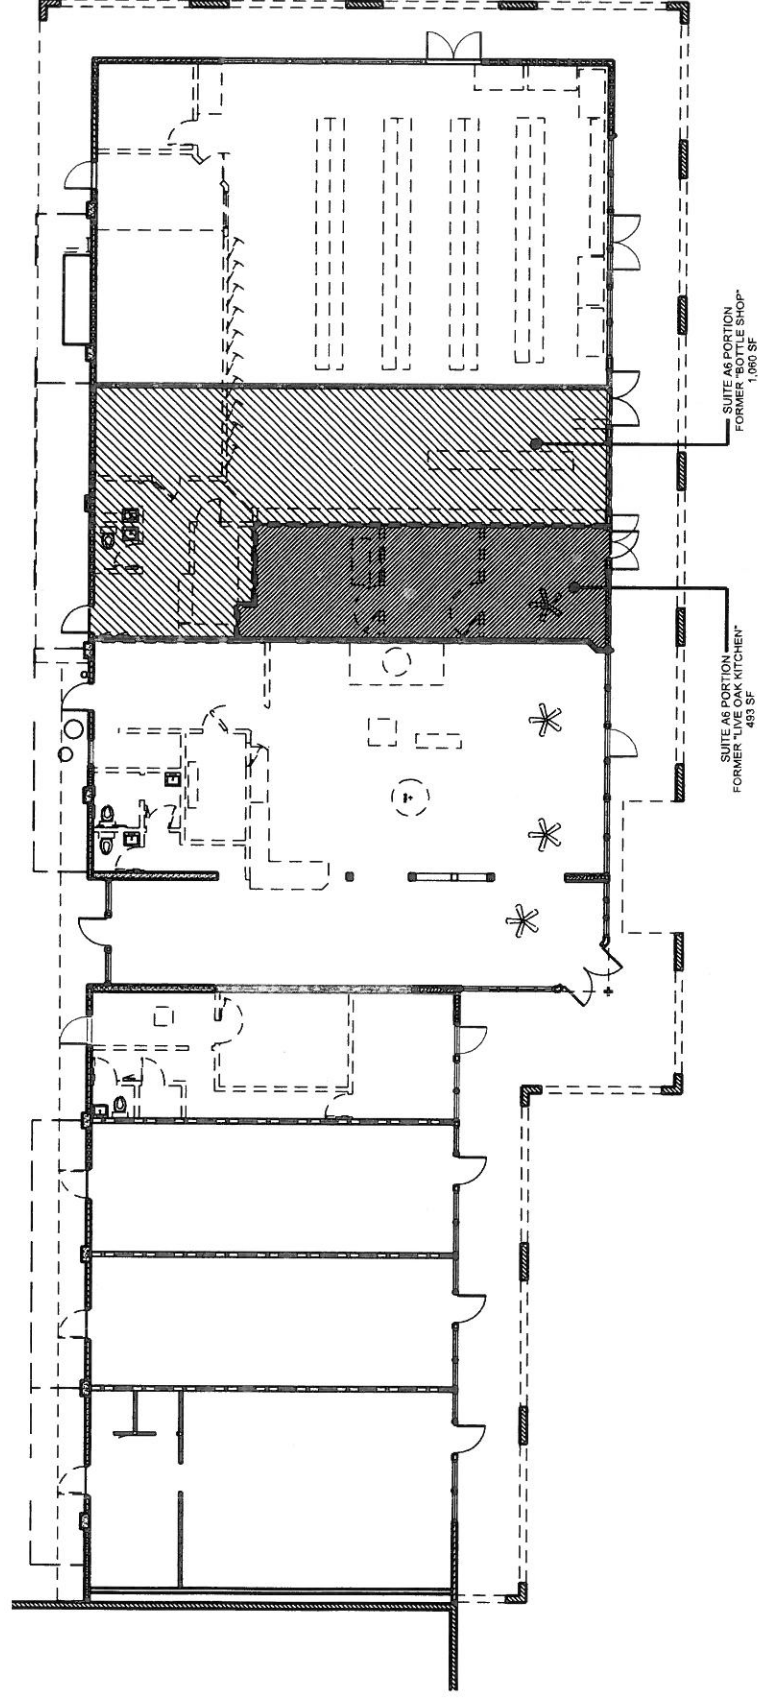 SUITE A6 PORTION
FORMER "BOTTLE SHOP"
1,060 SF
SUITE A6 PORTION
FORMER "LIVE OAK KITCHEN"
493 SF